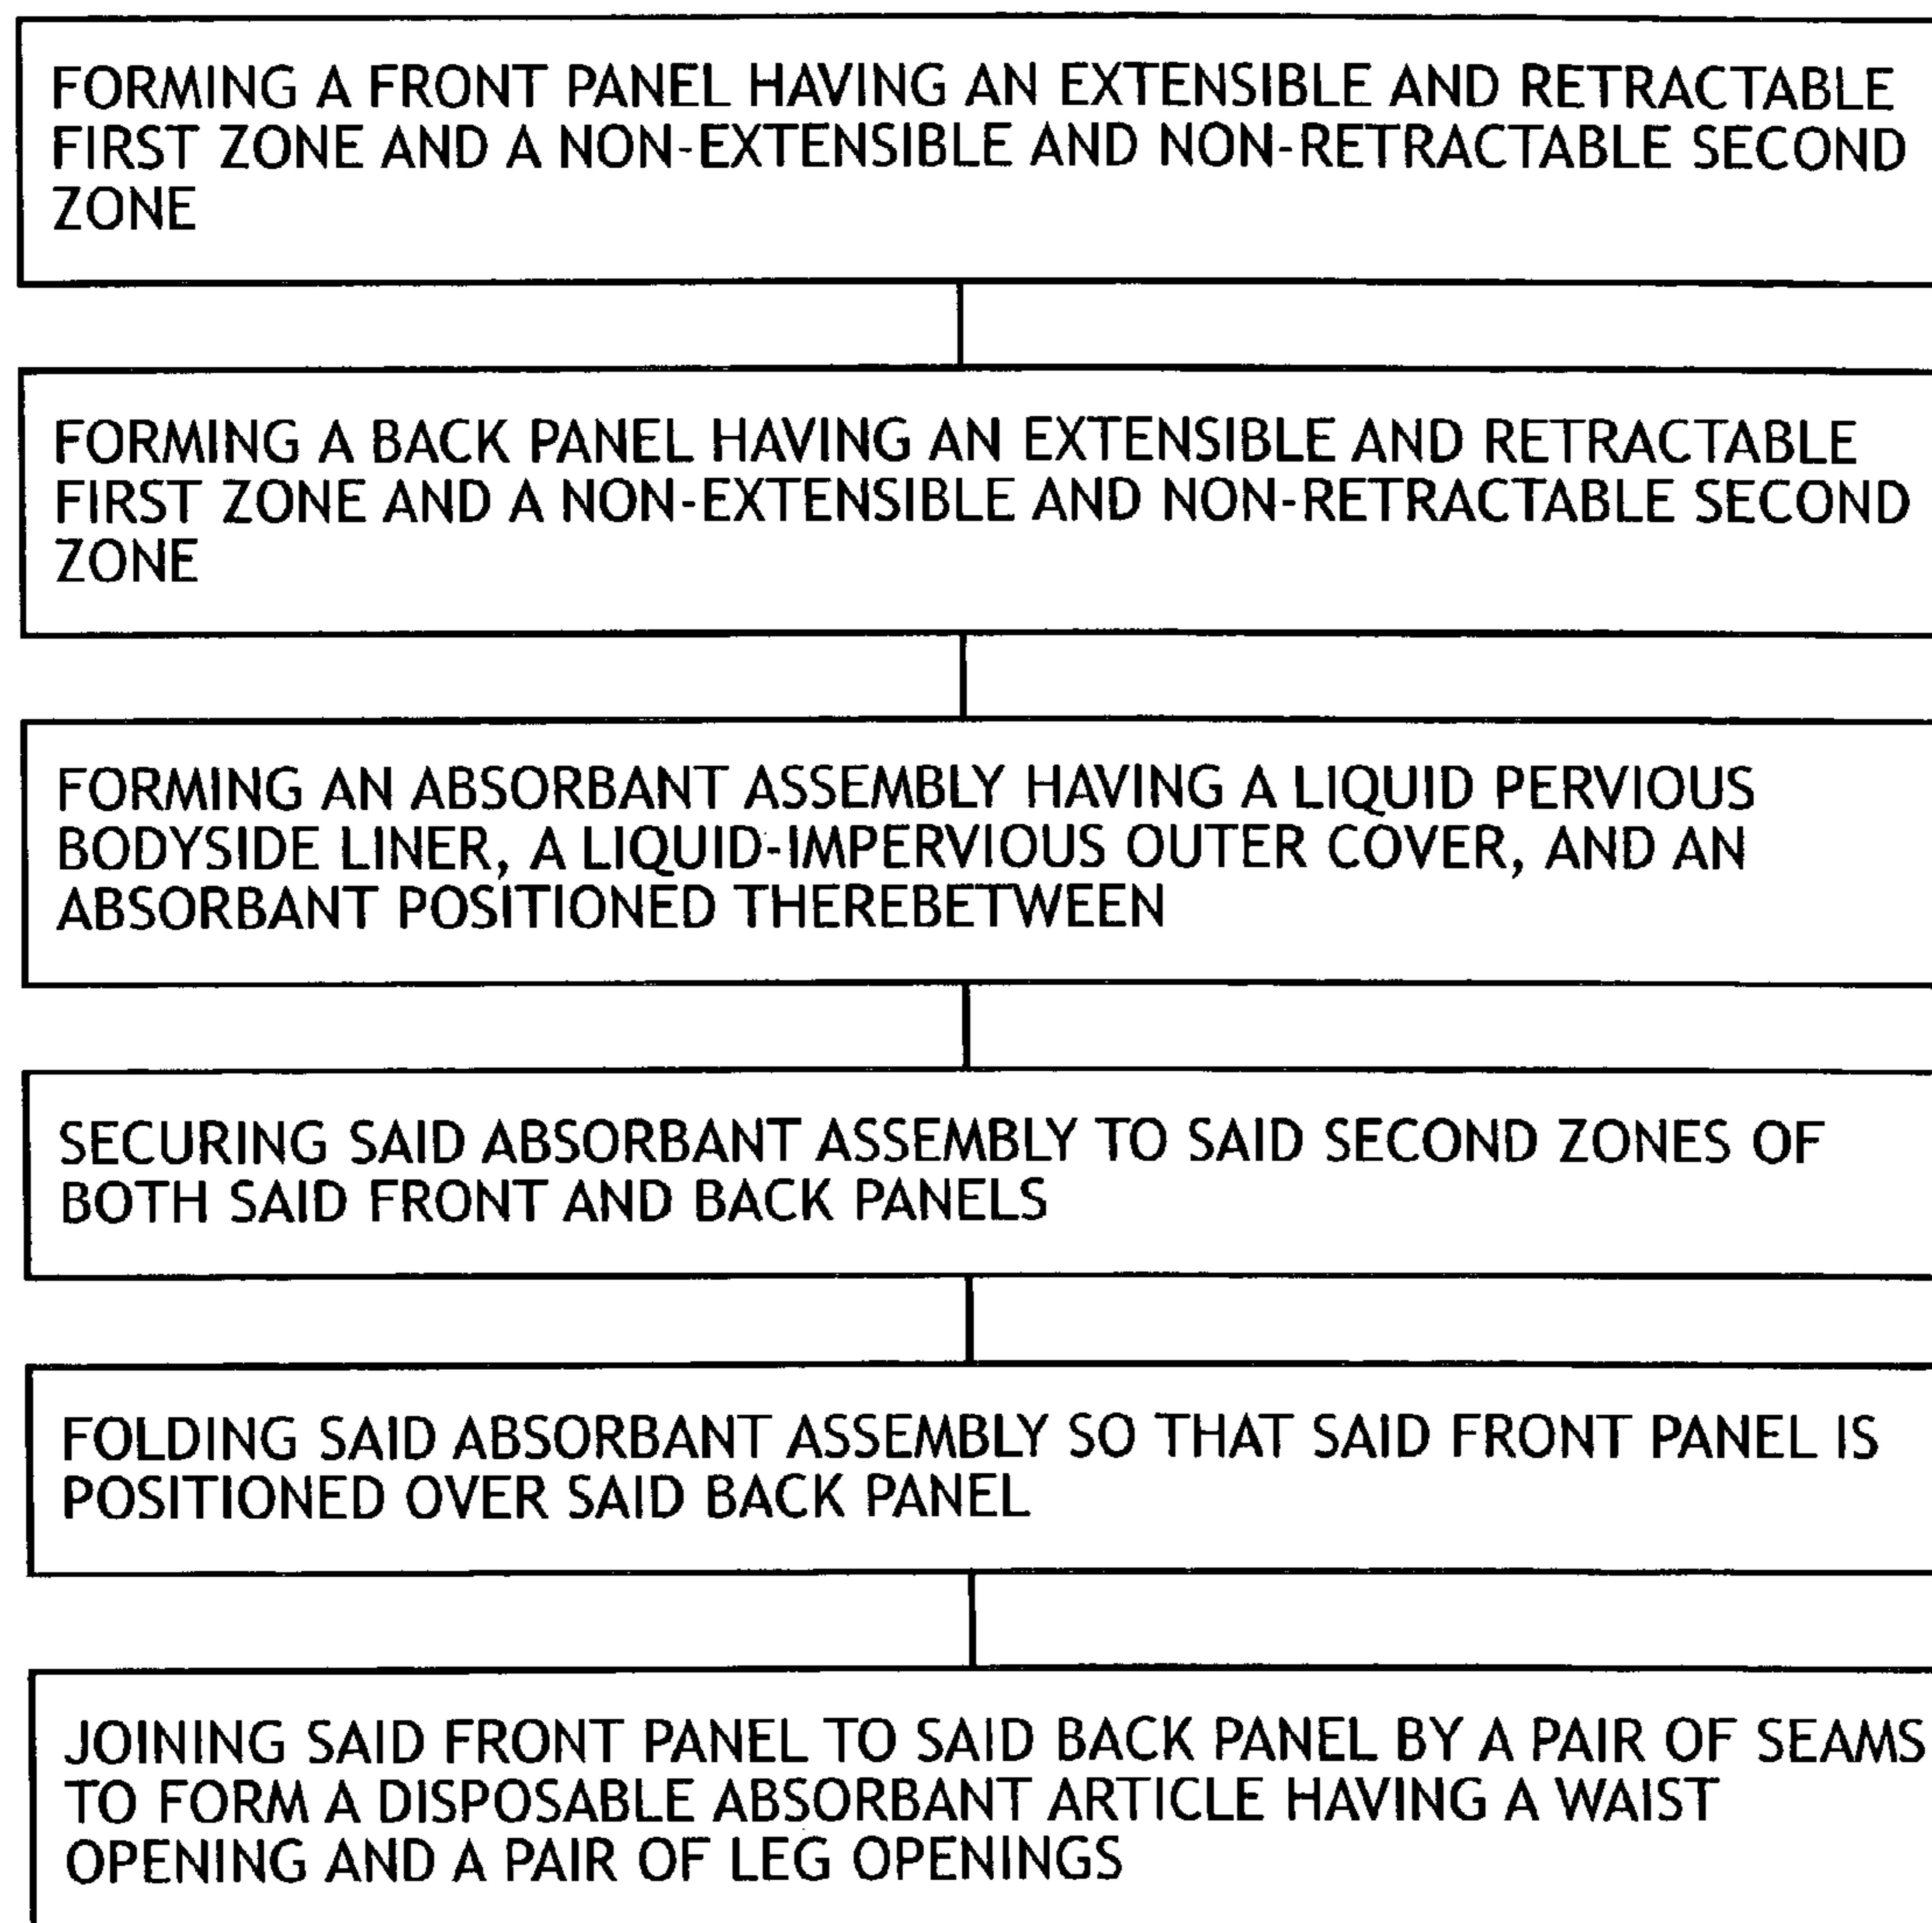 FORMING A FRONT PANEL HAVING AN EXTENSIBLE AND RETRACTABLE
FIRST ZONE AND A NON-EXTENSIBLE AND NON-RETRACTABLE SECOND
ZONE
FORMING A BACK PANEL HAVING AN EXTENSIBLE AND RETRACTABLE
FIRST ZONE AND A NON-EXTENSIBLE AND NON-RETRACTABLE SECOND
ZONE
FORMING AN ABSORBANT ASSEMBLY HAVING A LIQUID PERVIOUS
BODYSIDE LINER, A LIQUID-IMPERVIOUS OUTER COVER, AND AN
ABSORBANT POSITIONED THEREBETWEEN
SECURING SAID ABSORBANT ASSEMBLY TO SAID SECOND ZONES OF
BOTH SAID FRONT AND BACK PANELS
FOLDING SAID ABSORBANT ASSEMBLY SO THAT SAID FRONT PANEL IS
POSITIONED OVER SAID BACK PANEL
JOINING SAID FRONT PANEL TO SAID BACK PANEL BY A PAIR OF SEAMS
TO FORM A DISPOSABLE ABSORBANT ARTICLE HAVING A WAIST
OPENING AND A PAIR OF LEG OPENINGS